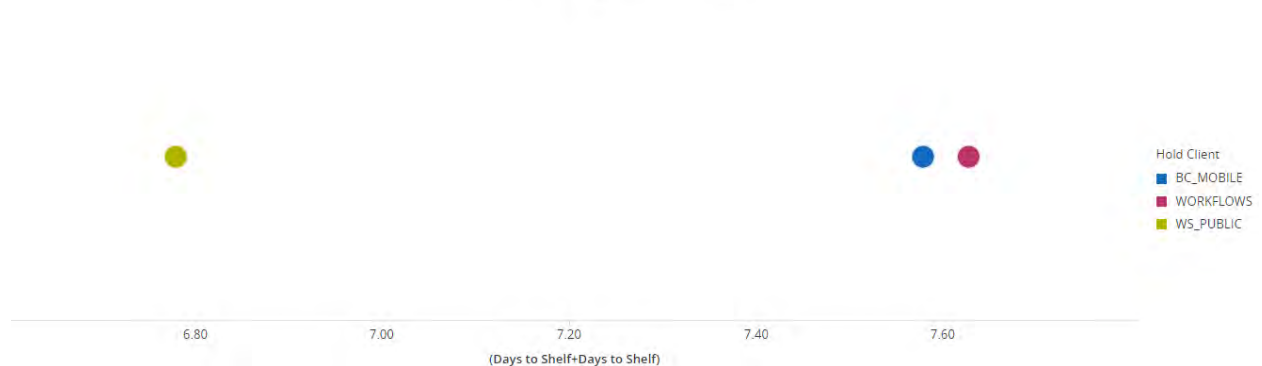 Hold Client
BC_MOBILE
WORKFLOWS
WS_PUBLIC
6.80 7.00 7.20 7.40 7.60
(Days to Shelf+Days to Shelf)